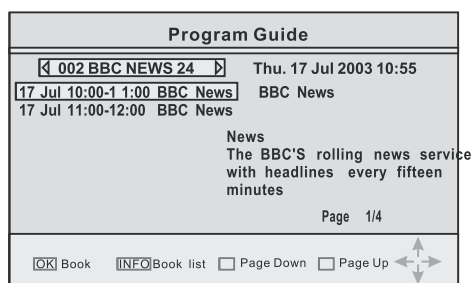 Program Guide
002 BBC NEWS 24 Thu. 17 Jul 2003 10:55
17 Jul 10:00-1 1:00 BBC News BBC News
17 Jul 11:00-12:00 BBC News
News
The BBC'S rolling news service
with headlines every fifteen
minutes
Page 1/4
OK Book INFO Book list Page Down Page Up